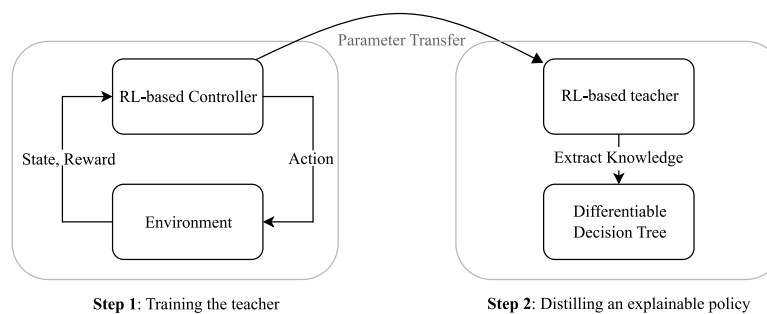 Parameter Transfer
RL-based Controller
State, Reward
Action
Environment
Step 1: Training the teacher
RL-based teacher
Extract Knowledge
Differentiable
Decision Tree
Step 2: Distilling an explainable policy